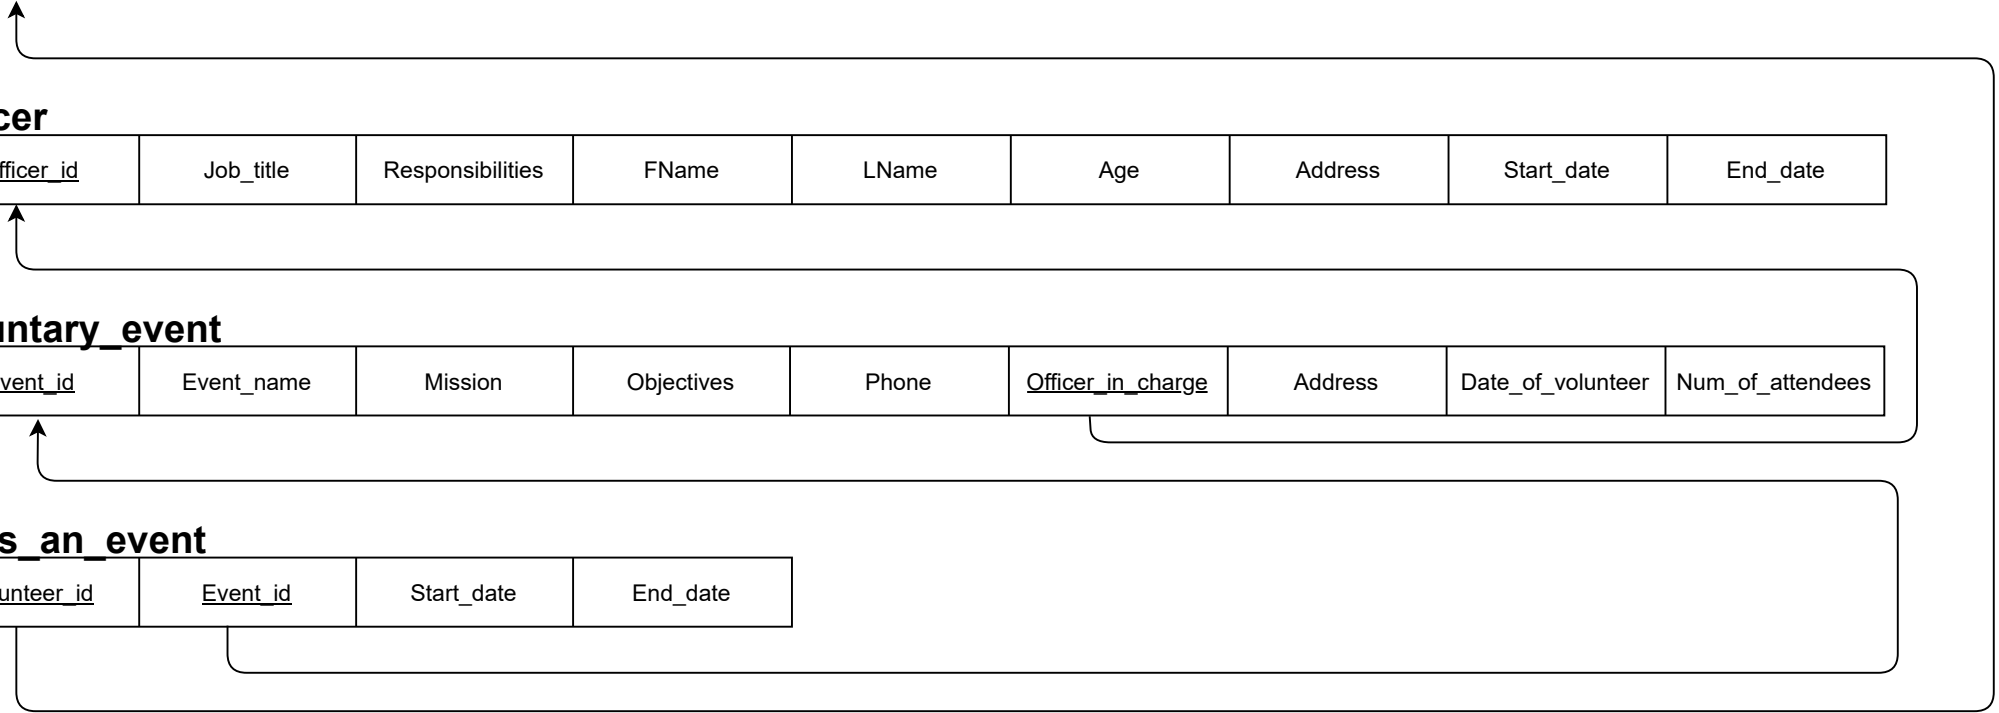 cer
fficer_id Job_title Responsibilities FName LName Age Address Start_date End_date
untary_event
vent_id Event_name Mission Objectives Phone Officer_in_charge Address Date_of_volunteer Num_of_attendees
s_an_event
unteer_id Event_id Start_date End_date